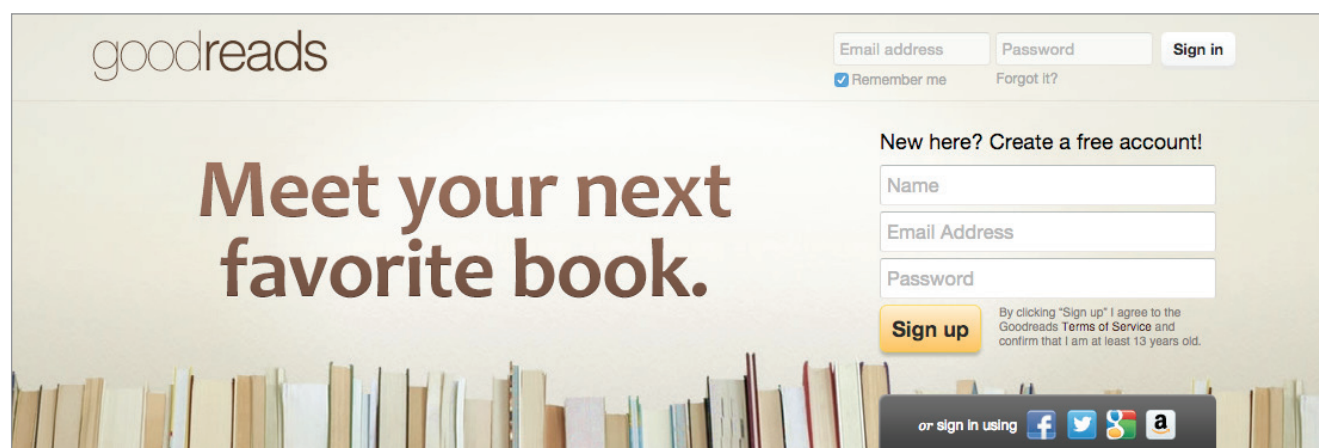 goodreads
Email address
Password
Sign in
Remember me
Forgot it?
Meet your next
favorite book.
New here? Create a free account!
Name
Email Address
Password
Sign up
By clicking "Sign up" I agree to the
Goodreads Terms of Service and
confirm that I am at least 13 years old.
or sign in using